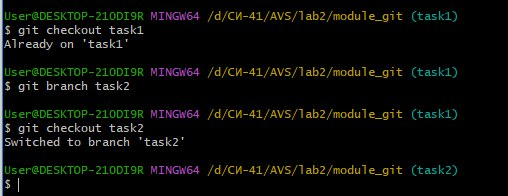 User@DESKTOP-21ODI9R MINGW64 /d/СИ-41/AVS/lab2/module_git (task1)
$ git checkout task1
Already on 'task1'
User@DESKTOP-21ODI9R MINGW64 /d/СИ-41/AVS/lab2/module_git (task1)
$ git branch task2
User@DESKTOP-21ODI9R MINGW64 /d/СИ-41/AVS/lab2/module_git (task1)
$ git checkout task2
Switched to branch 'task2'
User@DESKTOP-21ODI9R MINGW64 /d/СИ-41/AVS/lab2/module_git (task2)
$